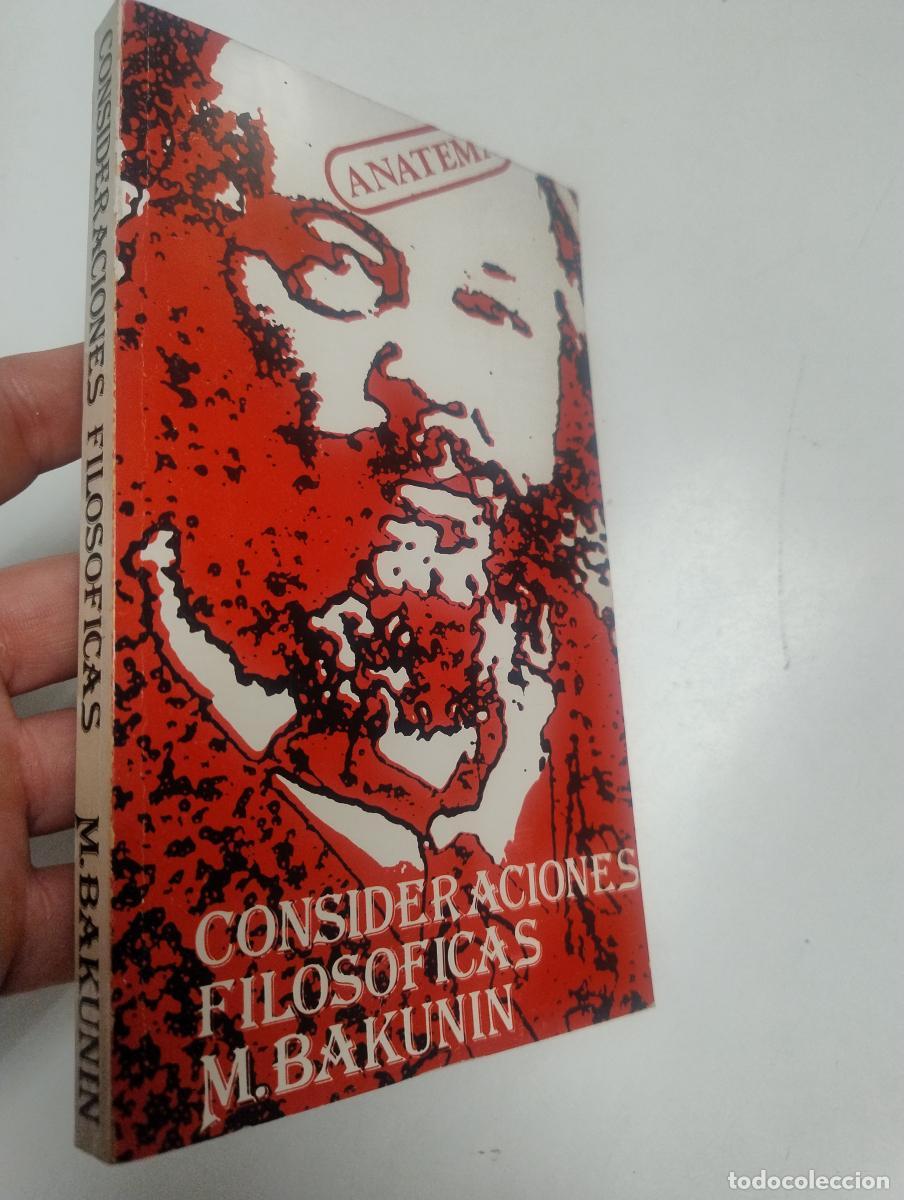 CONSIDERACIONES FILOSOFICAS M. BAKUNIN
ANATEMA
CONSIDERACIONES
FILOSOFICAS
M. BAKUNIN
todocoleccion